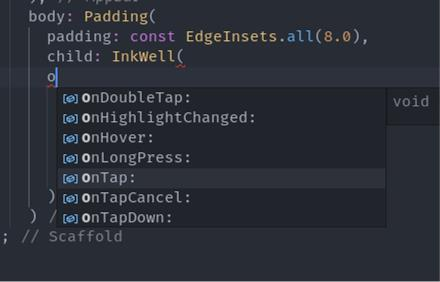 body: Padding(
padding: const EdgeInsets.all(8.0),
child: InkWell(
o
onDoubleTap:
void
onHighlightChanged:
onHover:
onLongPress:
onTap:
onTapCancel:
)
onTapDown:
) /
; // Scaffold